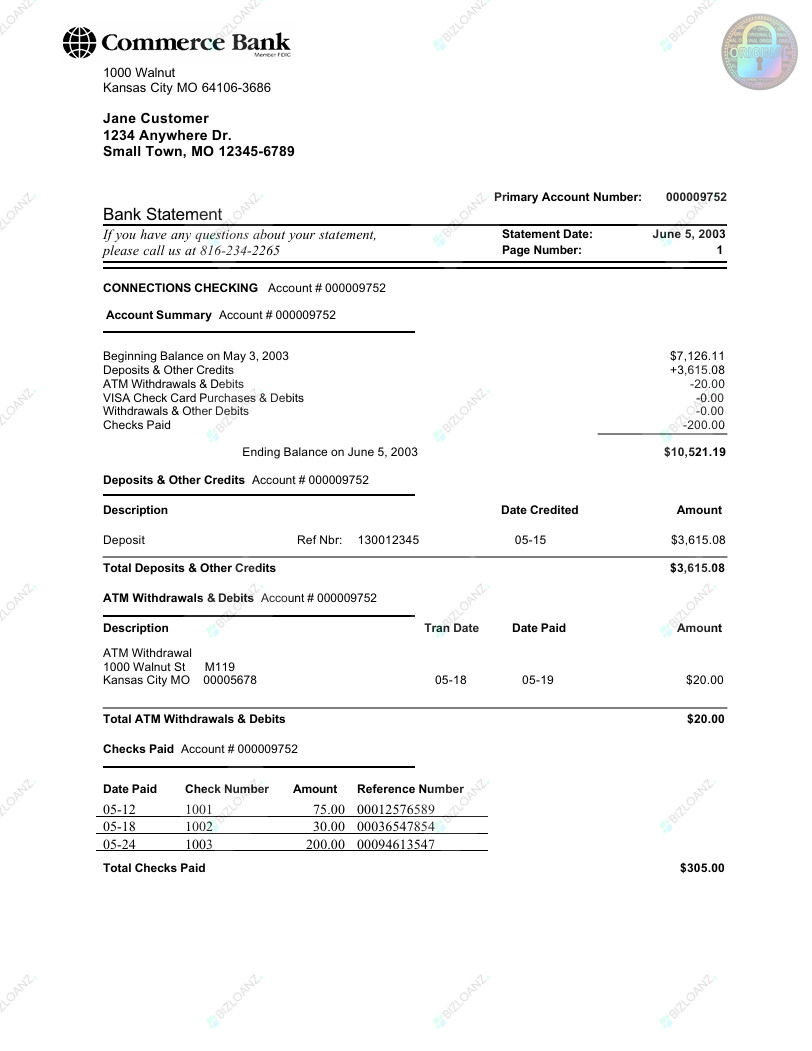 Commerce Bank
Member FDIC
1000 Walnut
Kansas City MO 64106-3686
Jane Customer
1234 Anywhere Dr.
Small Town, MO 12345-6789
ORIGINAL
Primary Account Number: 000009752
Bank Statement
If you have any questions about your statement, Statement Date: June 5, 2003
please call us at 816-234-2265 Page Number: 1
CONNECTIONS CHECKING Account # 000009752
Account Summary Account # 000009752
Beginning Balance on May 3, 2003 $7,126.11
Deposits & Other Credits +3,615.08
ATM Withdrawals & Debits -20.00
VISA Check Card Purchases & Debits -0.00
Withdrawals & Other Debits -0.00
Checks Paid -200.00
Ending Balance on June 5, 2003 $10,521.19
Deposits & Other Credits Account # 000009752
Description Date Credited Amount
Deposit Ref Nbr: 130012345 05-15 $3,615.08
Total Deposits & Other Credits $3,615.08
ATM Withdrawals & Debits Account # 000009752
Description Tran Date Date Paid Amount
ATM Withdrawal
1000 Walnut St M119
Kansas City MO 00005678 05-18 05-19 $20.00
Total ATM Withdrawals & Debits $20.00
Checks Paid Account # 000009752
Date Paid Check Number Amount Reference Number
05-12 1001 75.00 00012576589
05-18 1002 30.00 00036547854
05-24 1003 200.00 00094613547
Total Checks Paid $305.00
BIZLOANZ